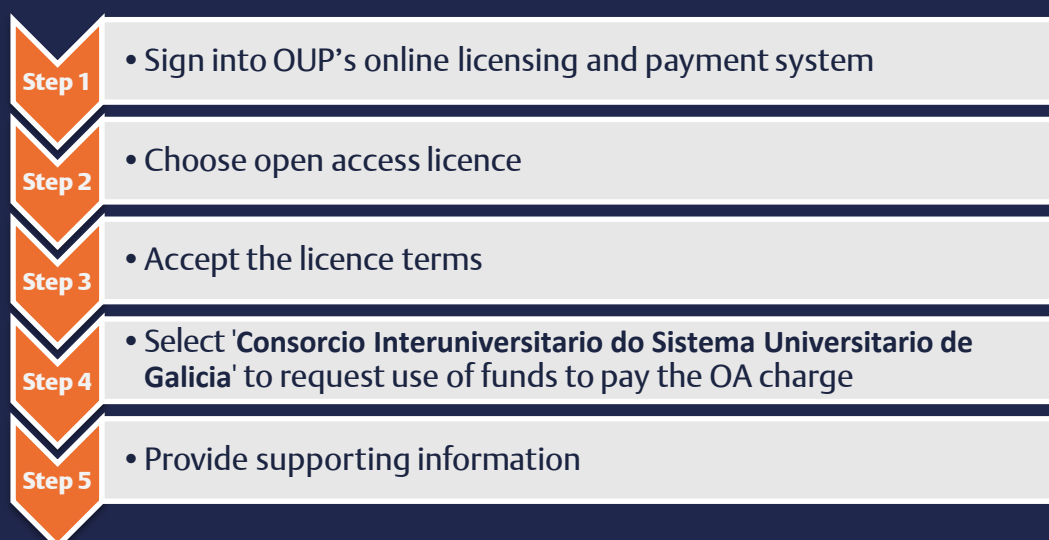 Step 1
• Sign into OUP’s online licensing and payment system
Step 2
• Choose open access licence
Step 3
• Accept the licence terms
Step 4
• Select 'Consorcio Interuniversitario do Sistema Universitario de
Galicia' to request use of funds to pay the OA charge
Step 5
• Provide supporting information